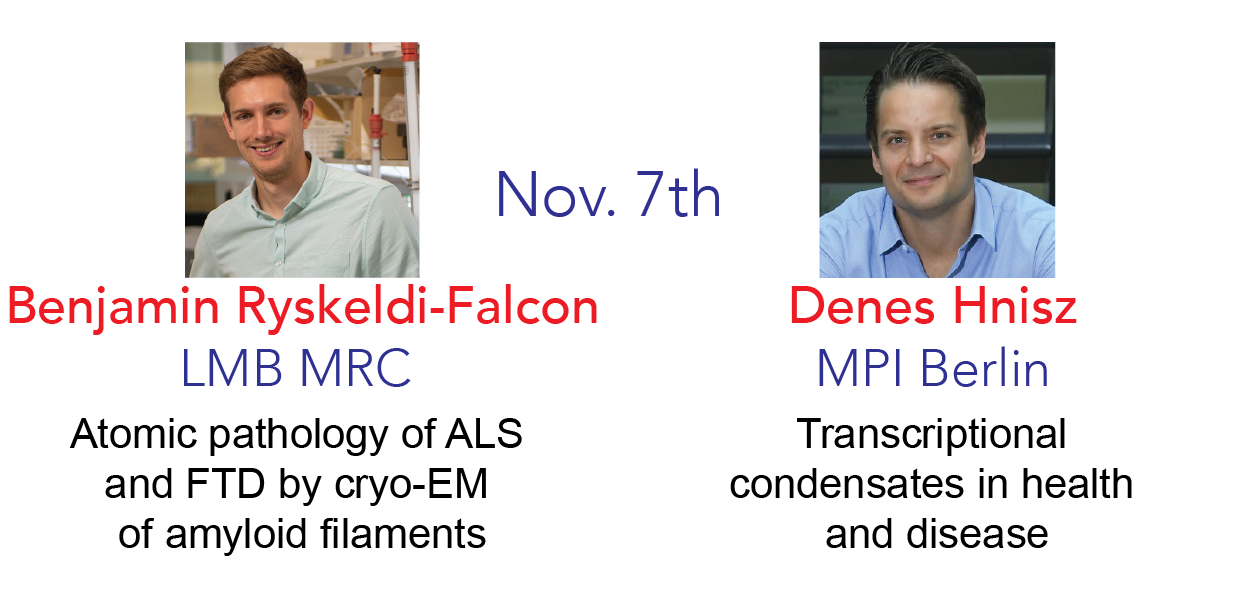 Nov. 7th
Benjamin Ryskeldi-Falcon
LMB MRC
Atomic pathology of ALS
and FTD by cryo-EM
of amyloid filaments
Denes Hnisz
MPI Berlin
Transcriptional
condensates in health
and disease